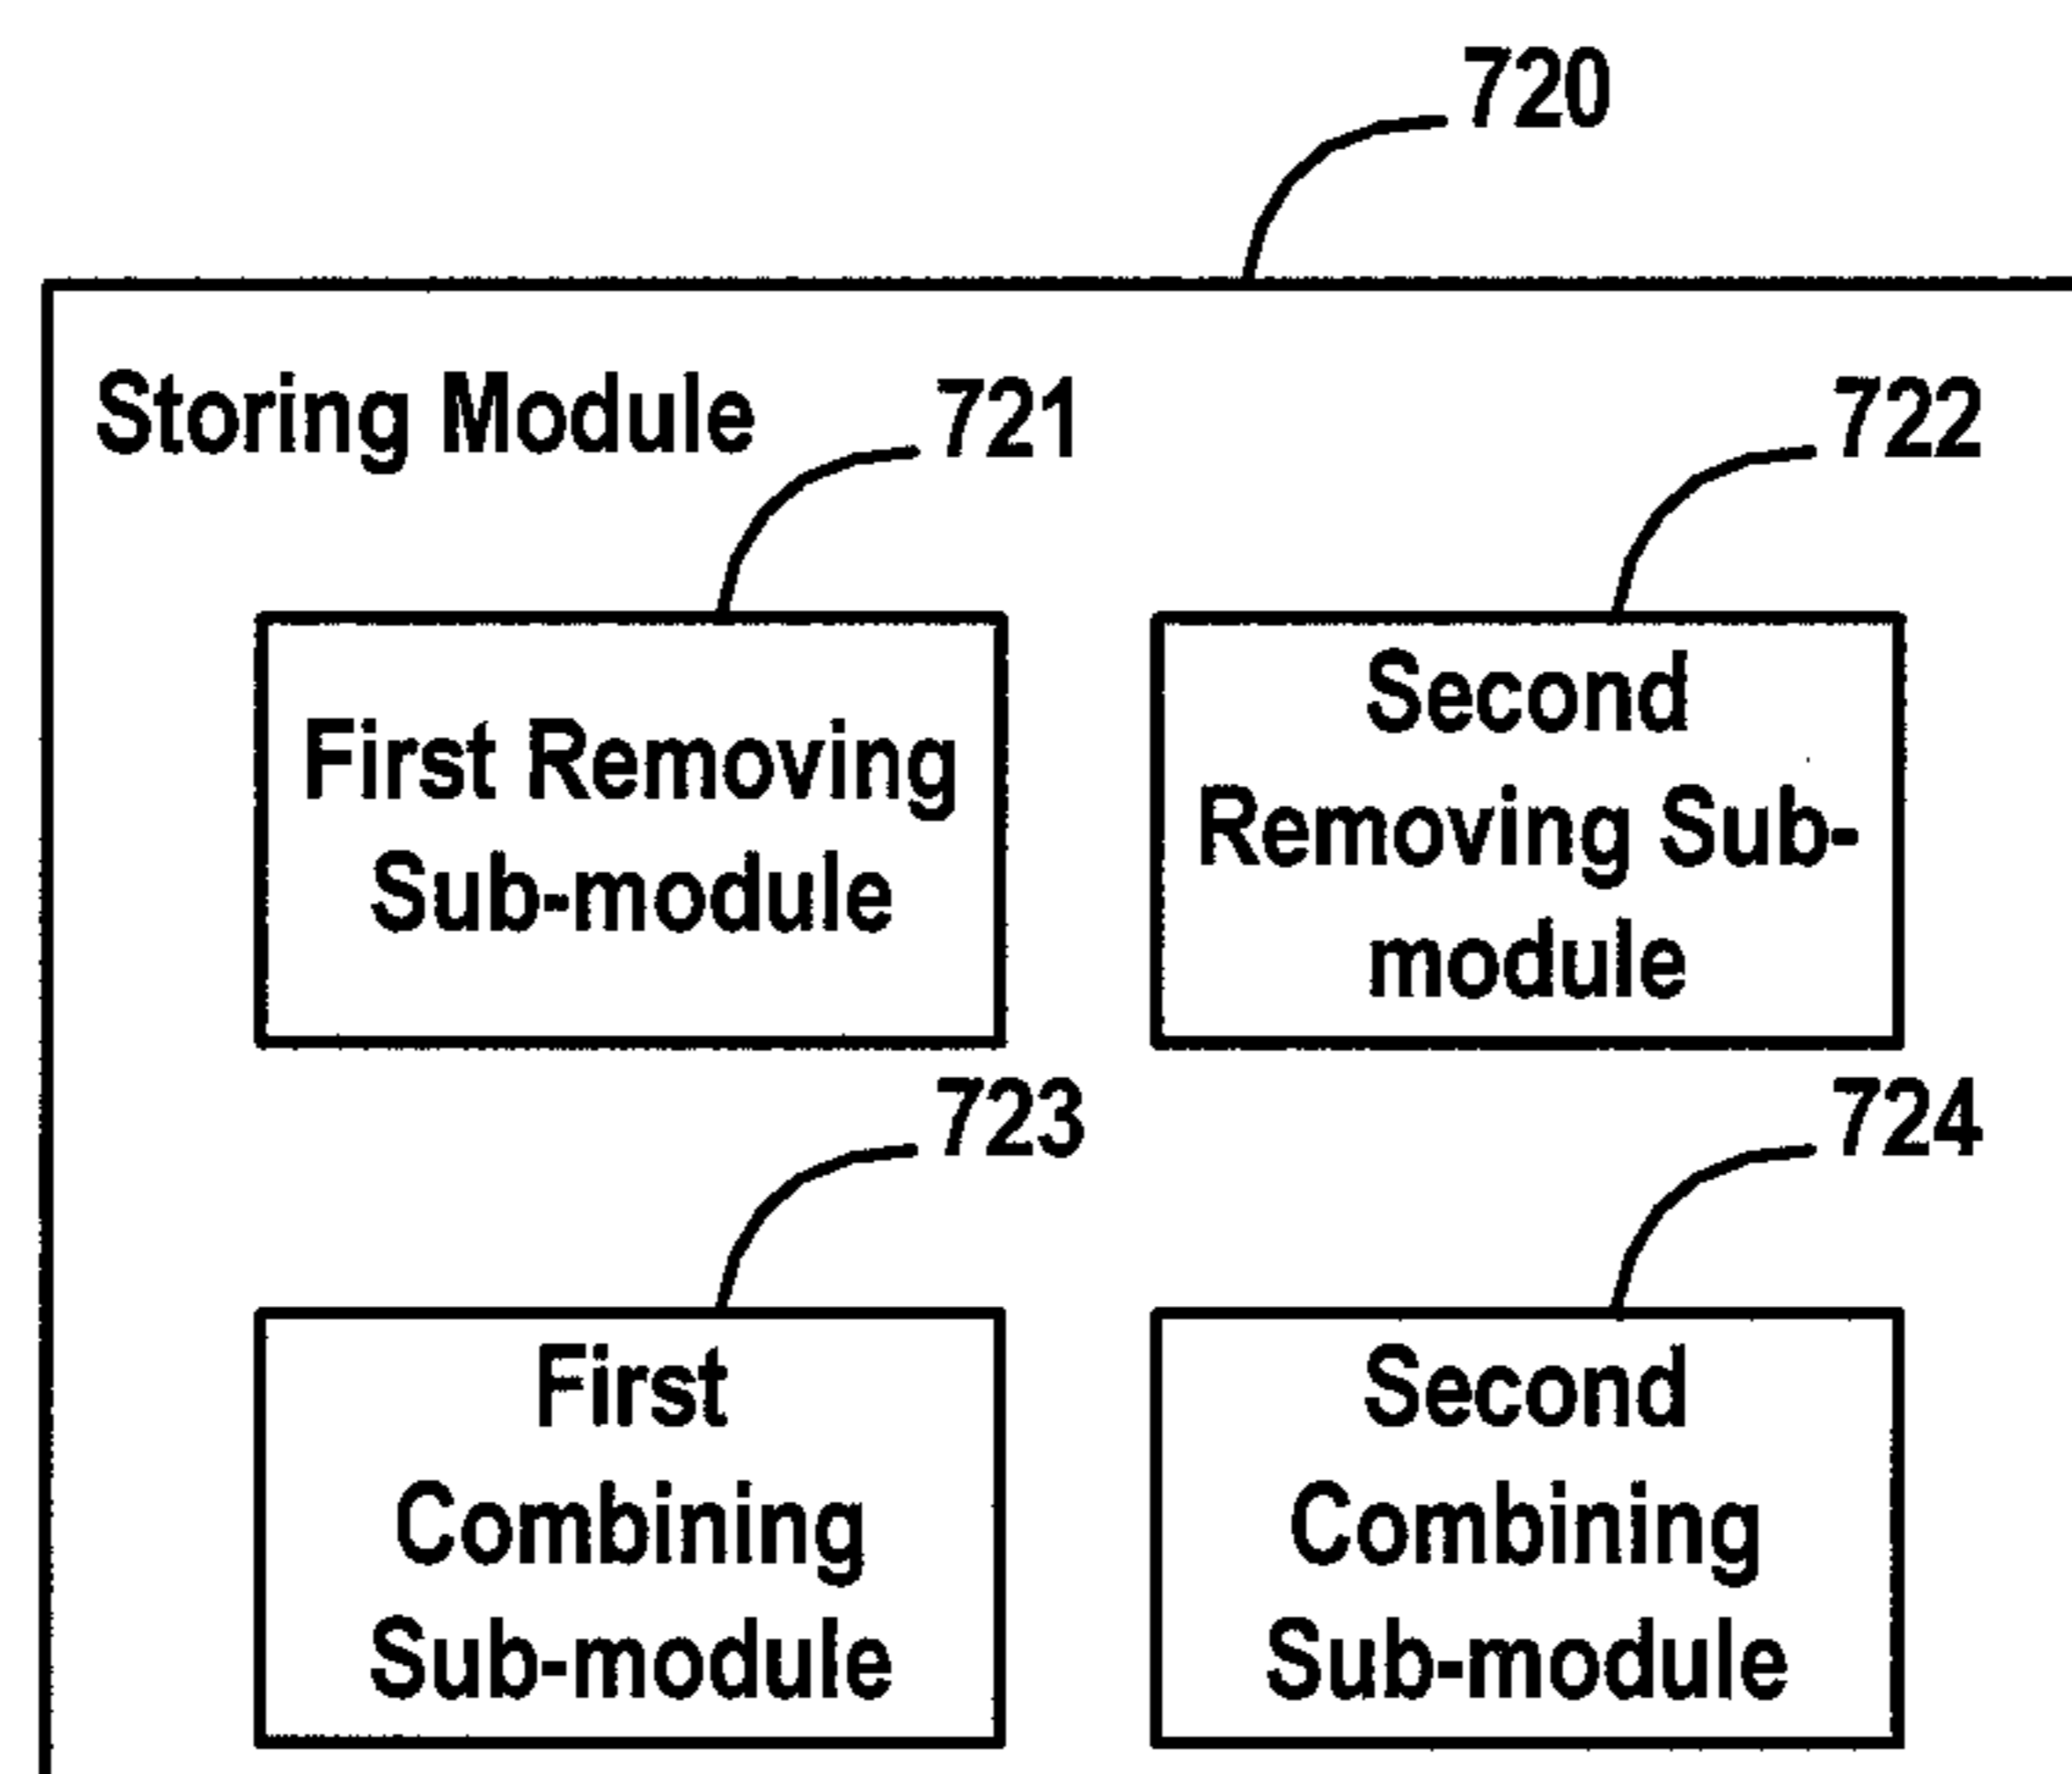 720
Storing Module
721
722
First Removing
Sub-module
Second
Removing Sub-
module
723
724
First
Combining
Sub-module
Second
Combining
Sub-module